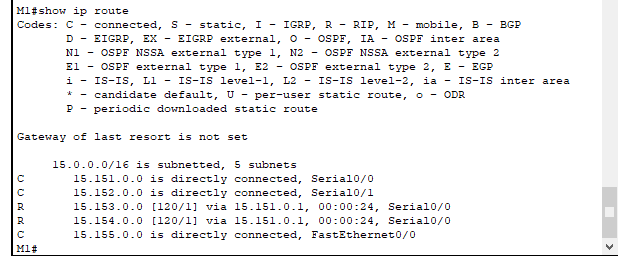 M1#show ip route
Codes: C - connected, S - static, I - IGRP, R - RIP, M - mobile, B - BGP
       D - EIGRP, EX - EIGRP external, O - OSPF, IA - OSPF inter area
       N1 - OSPF NSSA external type 1, N2 - OSPF NSSA external type 2
       E1 - OSPF external type 1, E2 - OSPF external type 2, E - EGP
       i - IS-IS, L1 - IS-IS level-1, L2 - IS-IS level-2, ia - IS-IS inter area
       * - candidate default, U - per-user static route, o - ODR
       P - periodic downloaded static route
Gateway of last resort is not set
     15.0.0.0/16 is subnetted, 5 subnets
C       15.151.0.0 is directly connected, Serial0/0
C       15.152.0.0 is directly connected, Serial0/1
R       15.153.0.0 [120/1] via 15.151.0.1, 00:00:24, Serial0/0
R       15.154.0.0 [120/1] via 15.151.0.1, 00:00:24, Serial0/0
C       15.155.0.0 is directly connected, FastEthernet0/0
M1#